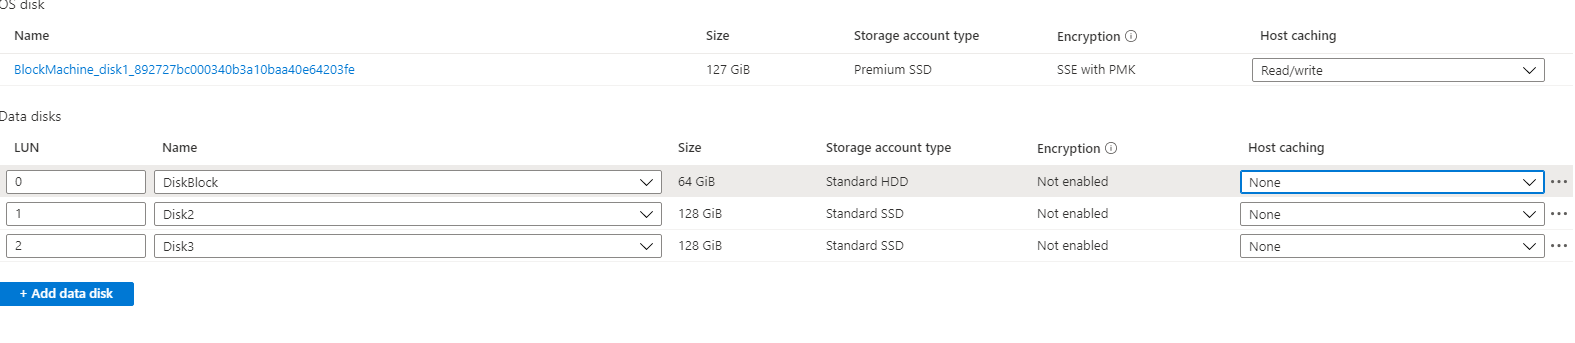 OS disk
Name Size Storage account type Encryption Host caching
BlockMachine_disk1_892727bc000340b3a10baa40e64203fe 127 GiB Premium SSD SSE with PMK Read/write
Data disks
LUN Name Size Storage account type Encryption Host caching
0 DiskBlock 64 GiB Standard HDD Not enabled None
1 Disk2 128 GiB Standard SSD Not enabled None
2 Disk3 128 GiB Standard SSD Not enabled None
+ Add data disk